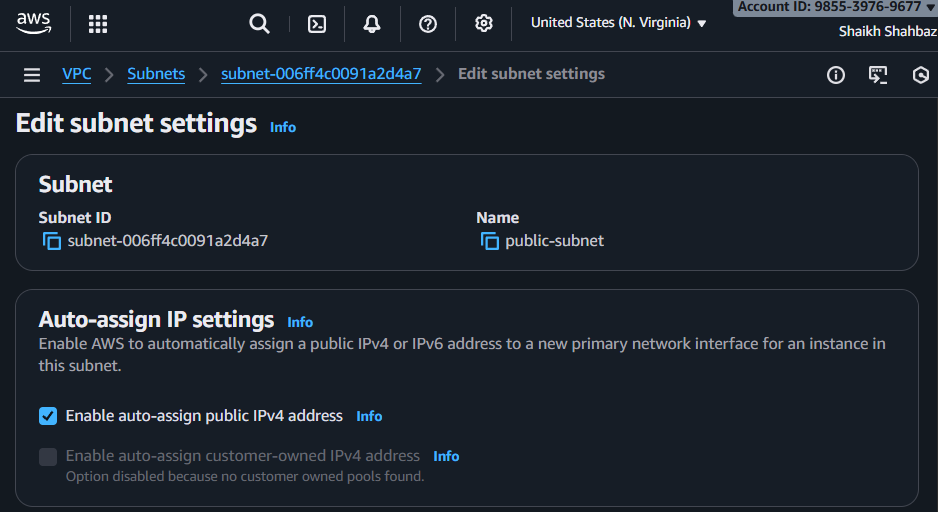 aws
United States (N. Virginia)
Account ID: 9855-3976-9677
Shaikh Shahbaz
VPC
Subnets
subnet-006ff4c0091a2d4a7
Edit subnet settings
Edit subnet settings Info
Subnet
Subnet ID
subnet-006ff4c0091a2d4a7
Name
public-subnet
Auto-assign IP settings Info
Enable AWS to automatically assign a public IPv4 or IPv6 address to a new primary network interface for an instance in
this subnet.
Enable auto-assign public IPv4 address Info
Enable auto-assign customer-owned IPv4 address Info
Option disabled because no customer owned pools found.